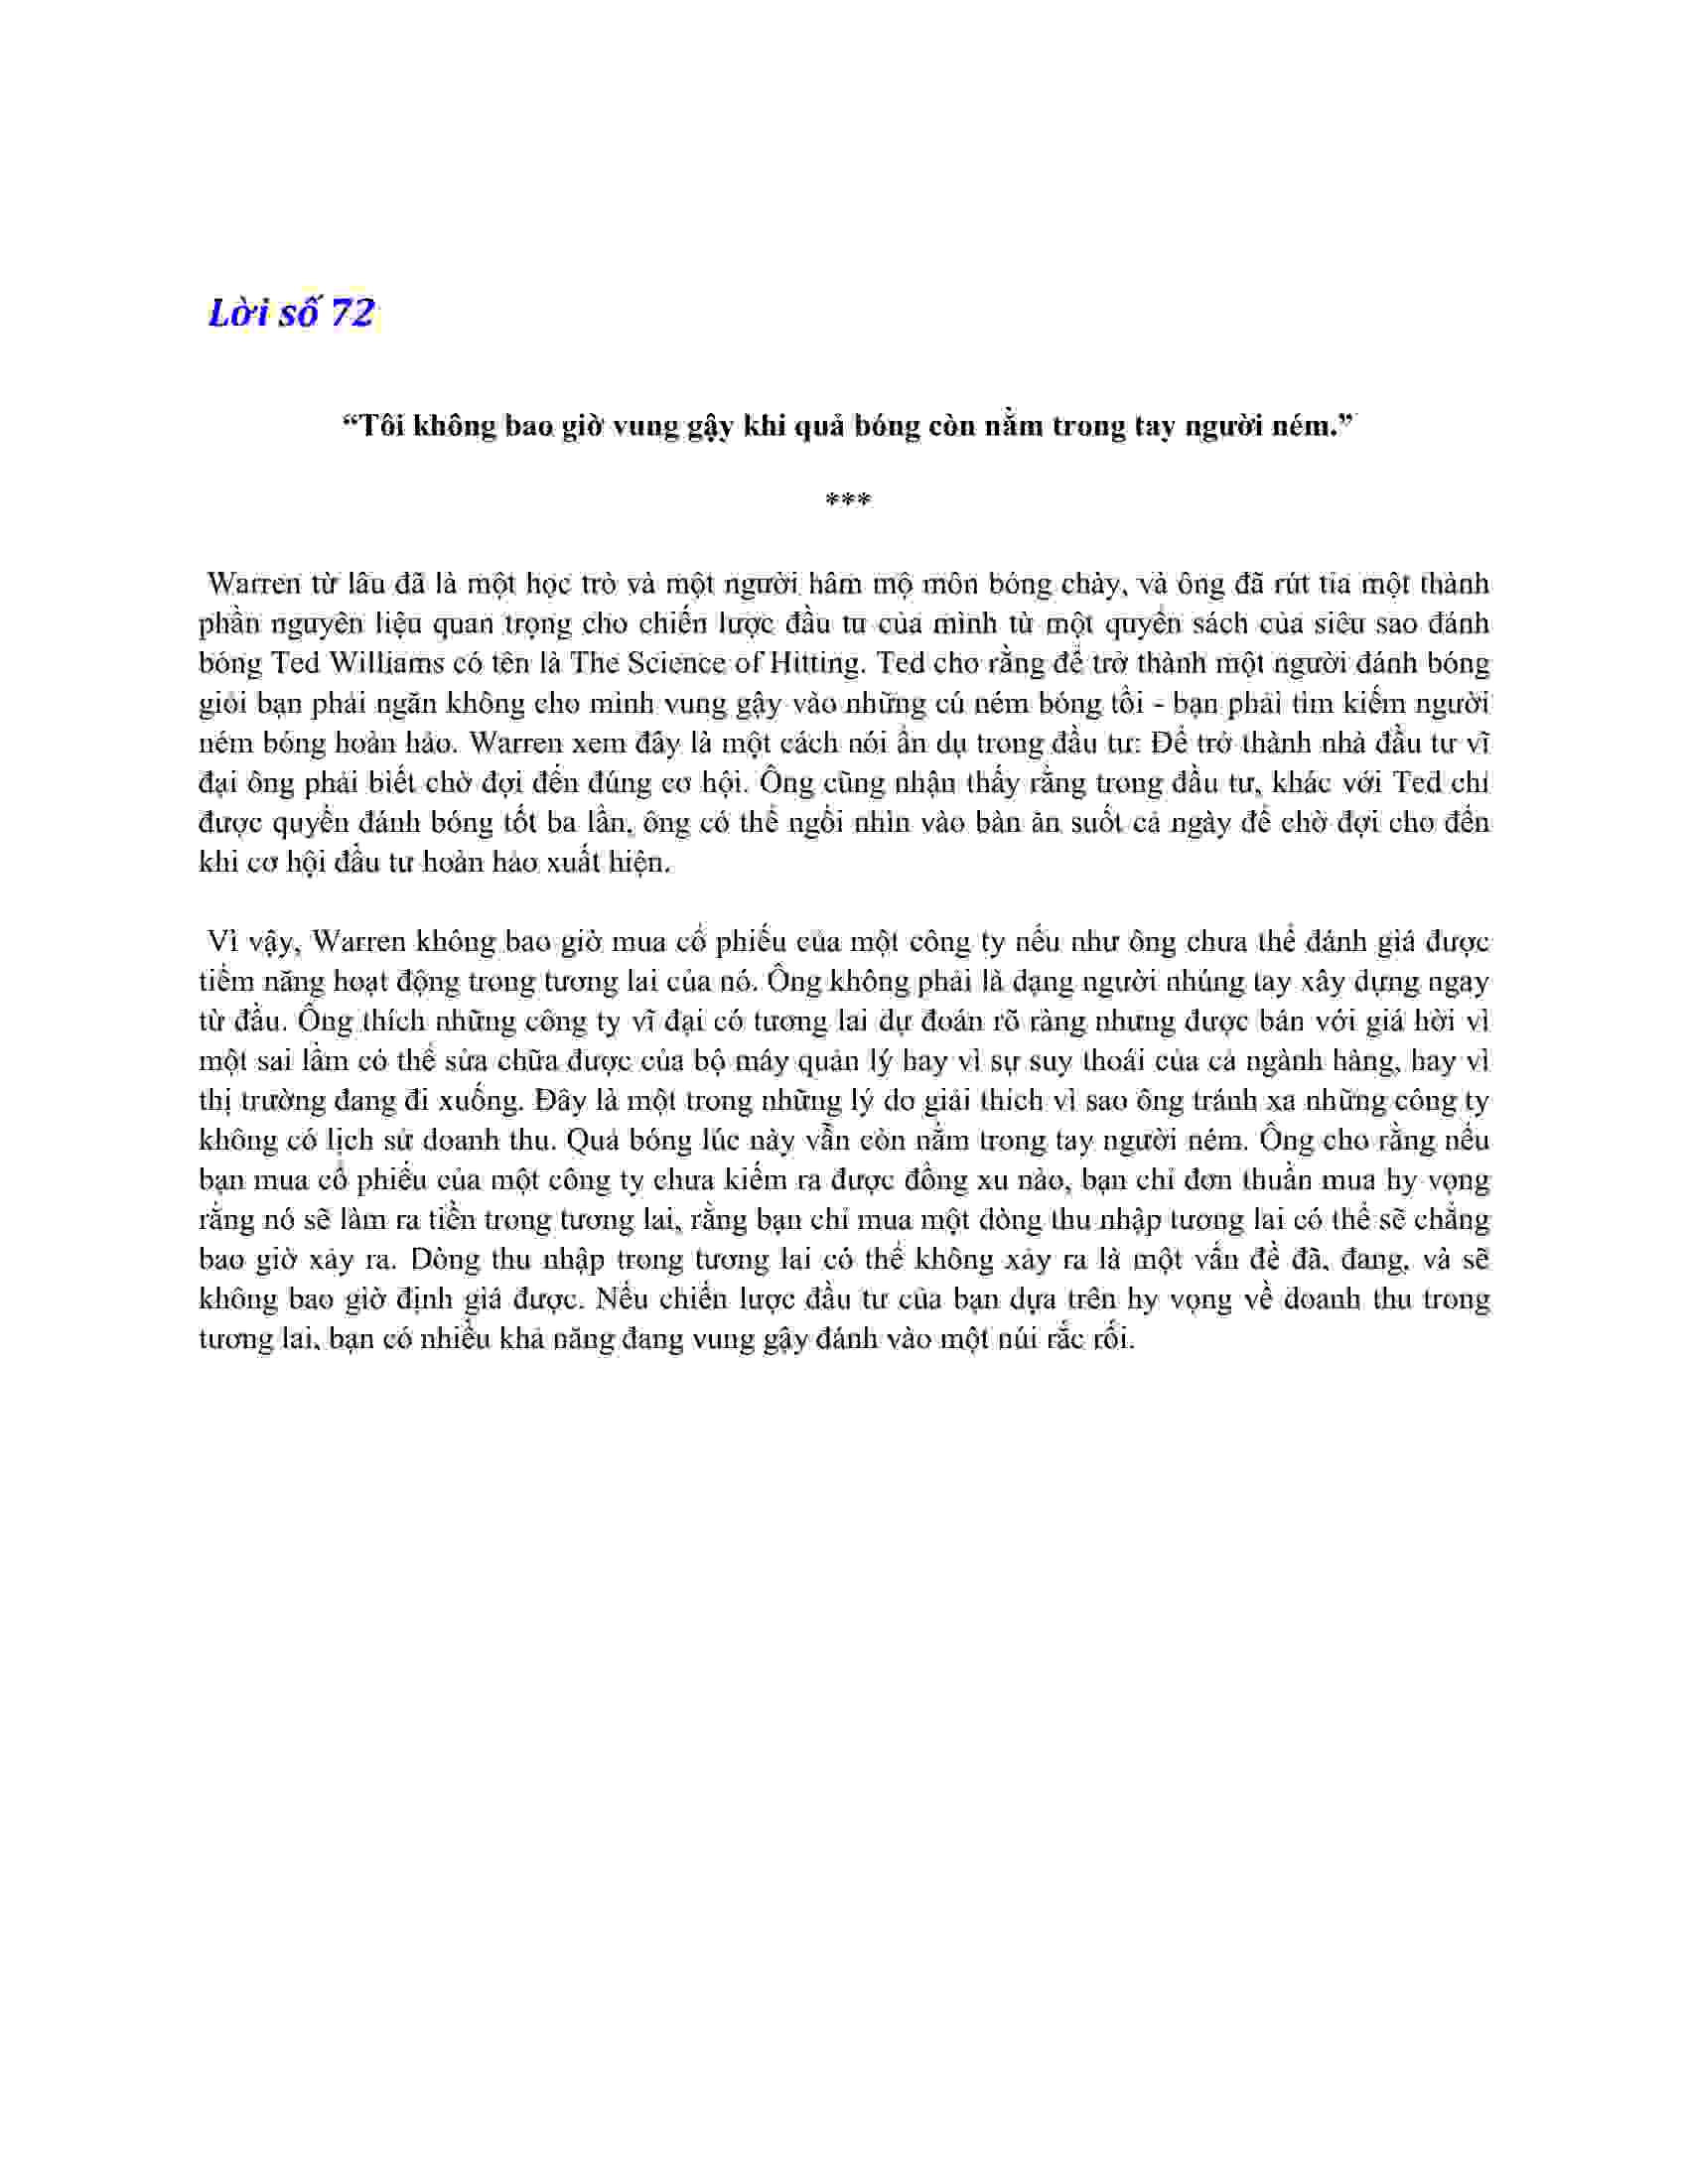 Lời số 72
“Tôi không bao giờ vung gậy khi quả bóng còn nằm trong tay người ném.”
***
Warren từ lâu đã là một học trò và một người hâm mộ môn bóng chày, và ông đã rút tỉa một thành
phần nguyên liệu quan trọng cho chiến lược đầu tư của mình từ một quyển sách của siêu sao đánh
bóng Ted Williams có tên là The Science of Hitting. Ted cho rằng để trở thành một người đánh bóng
giỏi bạn phải ngăn không cho mình vung gậy vào những cú ném bóng tồi - bạn phải tìm kiếm người
ném bóng hoàn hảo. Warren xem đây là một cách nói ẩn dụ trong đầu tư: Để trở thành nhà đầu tư vĩ
đại ông phải biết chờ đợi đến đúng cơ hội. Ông cũng nhận thấy rằng trong đầu tư, khác với Ted chỉ
được quyền đánh bóng tốt ba lần, ông có thể ngồi nhìn vào bàn ăn suốt cả ngày để chờ đợi cho đến
khi cơ hội đầu tư hoàn hảo xuất hiện.
Vì vậy, Warren không bao giờ mua cổ phiếu của một công ty nếu như ông chưa thể đánh giá được
tiềm năng hoạt động trong tương lai của nó. Ông không phải là dạng người nhúng tay xây dựng ngay
từ đầu. Ông thích những công ty vĩ đại có tương lai dự đoán rõ ràng nhưng được bán với giá hời vì
một sai lầm có thể sửa chữa được của bộ máy quản lý hay vì sự suy thoái của cả ngành hàng, hay vì
thị trường đang đi xuống. Đây là một trong những lý do giải thích vì sao ông tránh xa những công ty
không có lịch sử doanh thu. Quả bóng lúc này vẫn còn nằm trong tay người ném. Ông cho rằng nếu
bạn mua cổ phiếu của một công ty chưa kiếm ra được đồng xu nào, bạn chỉ đơn thuần mua hy vọng
rằng nó sẽ làm ra tiền trong tương lai, rằng bạn chỉ mua một dòng thu nhập tương lai có thể sẽ chẳng
bao giờ xảy ra. Dòng thu nhập trong tương lai có thể không xảy ra là một vấn đề đã, đang, và sẽ
không bao giờ định giá được. Nếu chiến lược đầu tư của bạn dựa trên hy vọng về doanh thu trong
tương lai, bạn có nhiều khả năng đang vung gậy đánh vào một núi rắc rối.